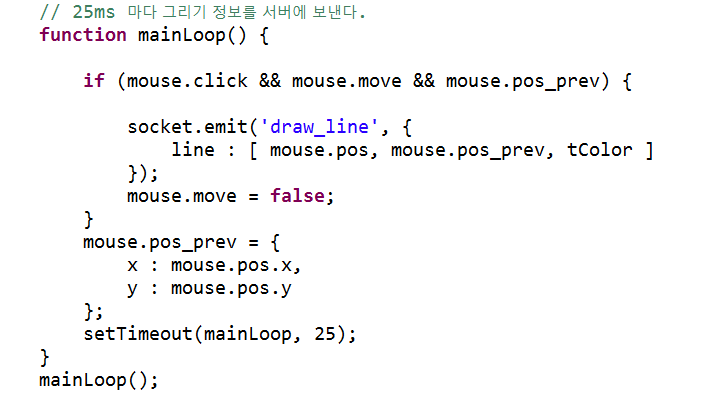 // 25ms 마다 그리기 정보를 서버에 보낸다.
function mainLoop() {
if (mouse.click && mouse.move && mouse.pos_prev) {
socket.emit('draw_line', {
line : [ mouse.pos, mouse.pos_prev, tColor ]
});
mouse.move = false;
}
mouse.pos_prev = {
x : mouse.pos.x,
y : mouse.pos.y
};
setTimeout(mainLoop, 25);
}
mainLoop();